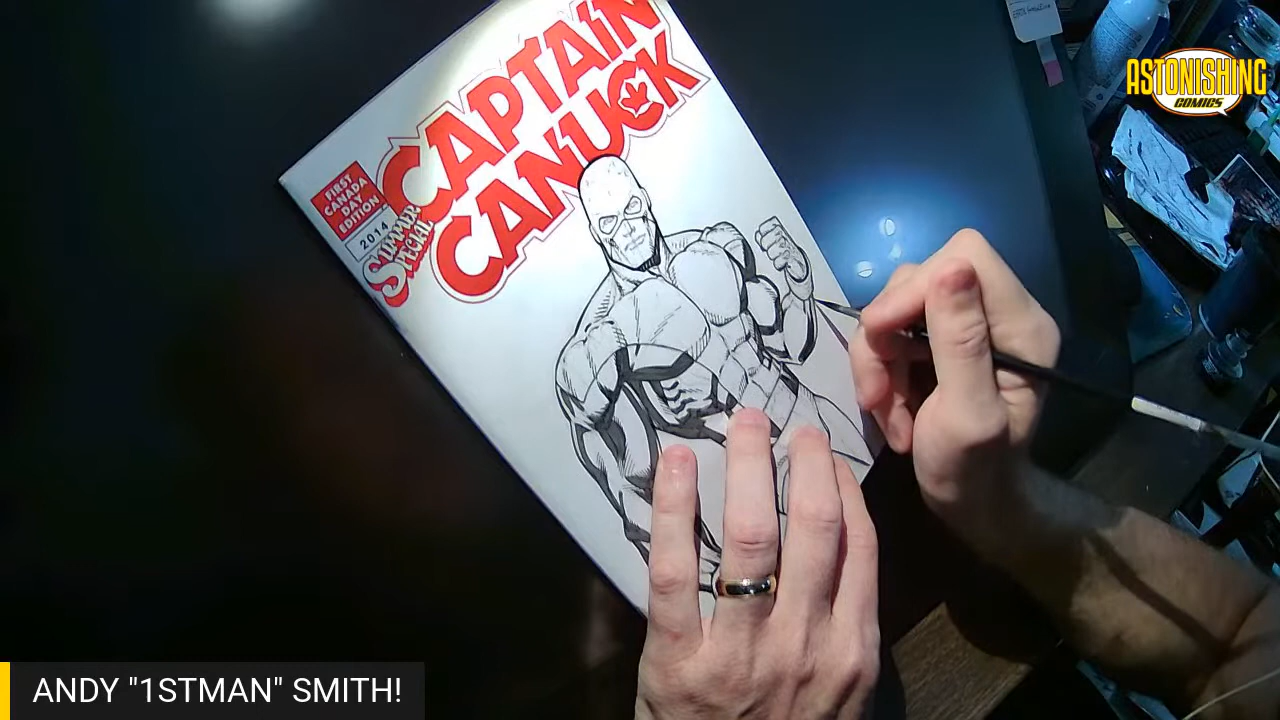 CAPTAIN
CANUCK
FIRST
CANADA
DAY
EDITION
2014
SUMMER
SPECIAL
ASTONISHING
COMICS
ANDY "1STMAN" SMITH!